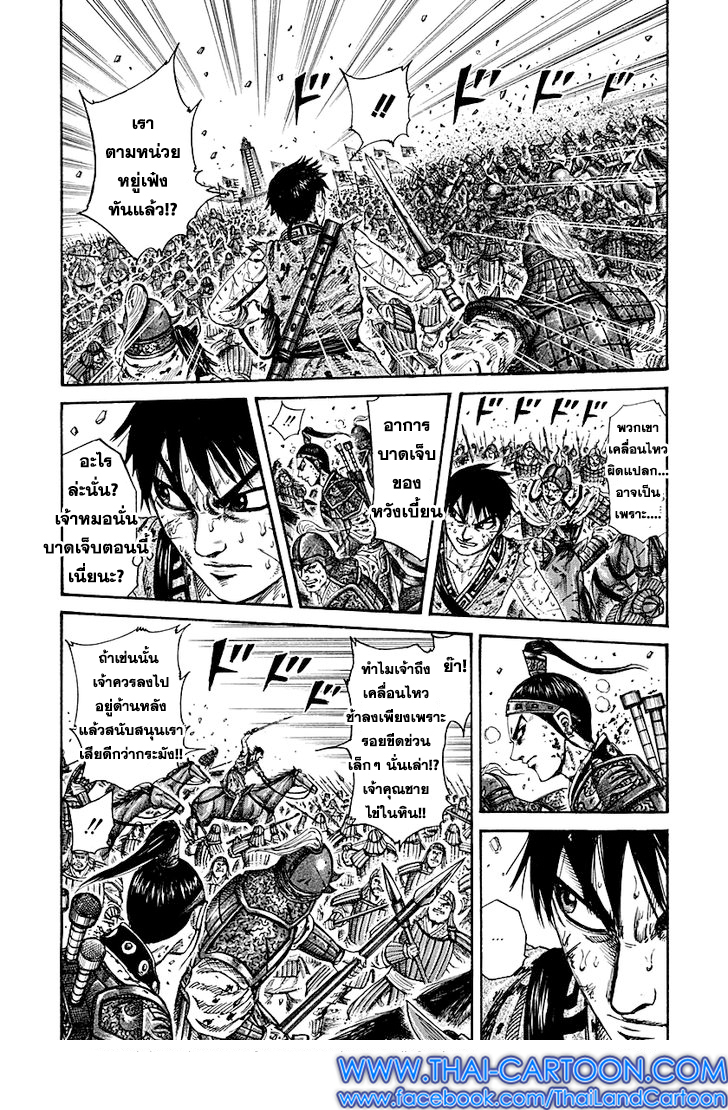 !!
ドドド
ドド
เรา
ตามหน่วย
หยู่เฟ้ง
ทันแล้ว!?
พวกเขา
เคลื่อนไหว
ผิดแปลก..
อาจเป็น
เพราะ....
ドドド
อาการ
บาดเจ็บ
ของ
หวังเบี้ยน
!!
อะไร
ล่ะนั่น?
เจ้าหมอนั่น
บาดเจ็บตอนนี้
เนี่ยนะ?
ย๊า!
ทำไมเจ้าถึง
เคลื่อนไหว
ช้าลงเพียงเพราะ
รอยขีดข่วน
เล็กๆ นั่นเล่า!?
เจ้าคุณชาย
ไข่ในหิน!!
ドドド
ถ้าเช่นนั้น
เจ้าควรลงไป
อยู่ด้านหลัง
แล้วสนับสนุนเรา
เสียดีกว่ากระมัง!!
!!
...
WWW.THAI-CARTOON.COM
www.facebook.com/ThaiLandCartoon